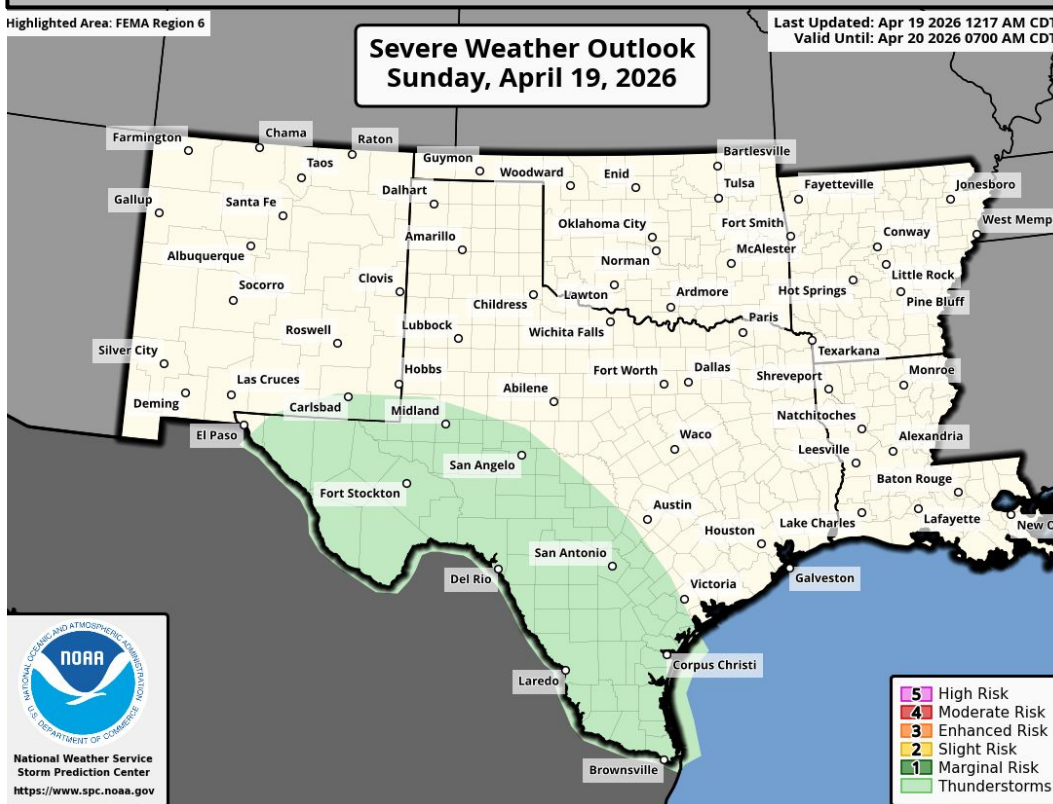 Highlighted Area: FEMA Region 6
Last Updated: Apr 19 2026 1217 AM CDT
Valid Until: Apr 20 2026 0700 AM CDT
Severe Weather Outlook
Sunday, April 19, 2026
Farmington
Chama
Raton
Taos
Guymon
Woodward
Enid
Bartlesville
Tulsa
Fayetteville
Jonesboro
Gallup
Santa Fe
Dalhart
Albuquerque
Amarillo
Oklahoma City
Norman
Fort Smith
McAlester
Conway
West Memp
Little Rock
Socorro
Clovis
Childress
Lawton
Ardmore
Hot Springs
Pine Bluff
Roswell
Lubbock
Wichita Falls
Paris
Texarkana
Silver City
Deming
Las Cruces
Hobbs
Carlsbad
Midland
Abilene
Fort Worth
Dallas
Shreveport
Monroe
El Paso
Natchitoches
San Angelo
Waco
Leesville
Alexandria
Fort Stockton
Baton Rouge
Austin
Houston
Lake Charles
Lafayette
New O
San Antonio
Del Rio
Victoria
Galveston
Laredo
Corpus Christi
Brownsville
NATIONAL OCEANIC AND ATMOSPHERIC ADMINISTRATION
NOAA
U.S. DEPARTMENT OF COMMERCE
National Weather Service
Storm Prediction Center
https://www.spc.noaa.gov
5 High Risk
4 Moderate Risk
3 Enhanced Risk
2 Slight Risk
1 Marginal Risk
Thunderstorms